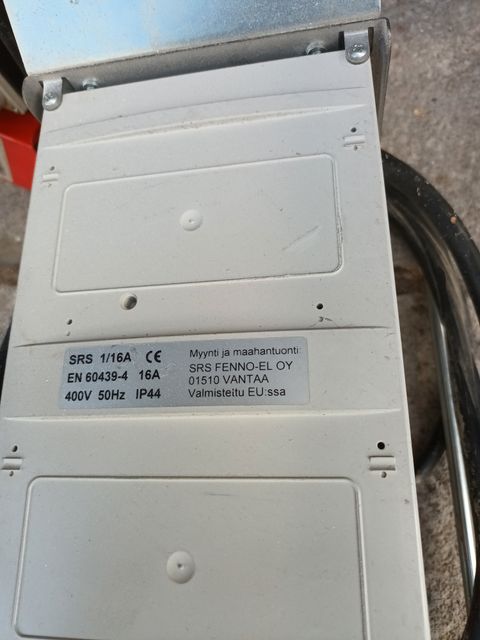 SRS 1/16A CE
EN 60439-4 16A
400V 50Hz IP44
Myynti ja maahantuonti:
SRS FENNO-EL OY
01510 VANTAA
Valmisteitu EU:ssa